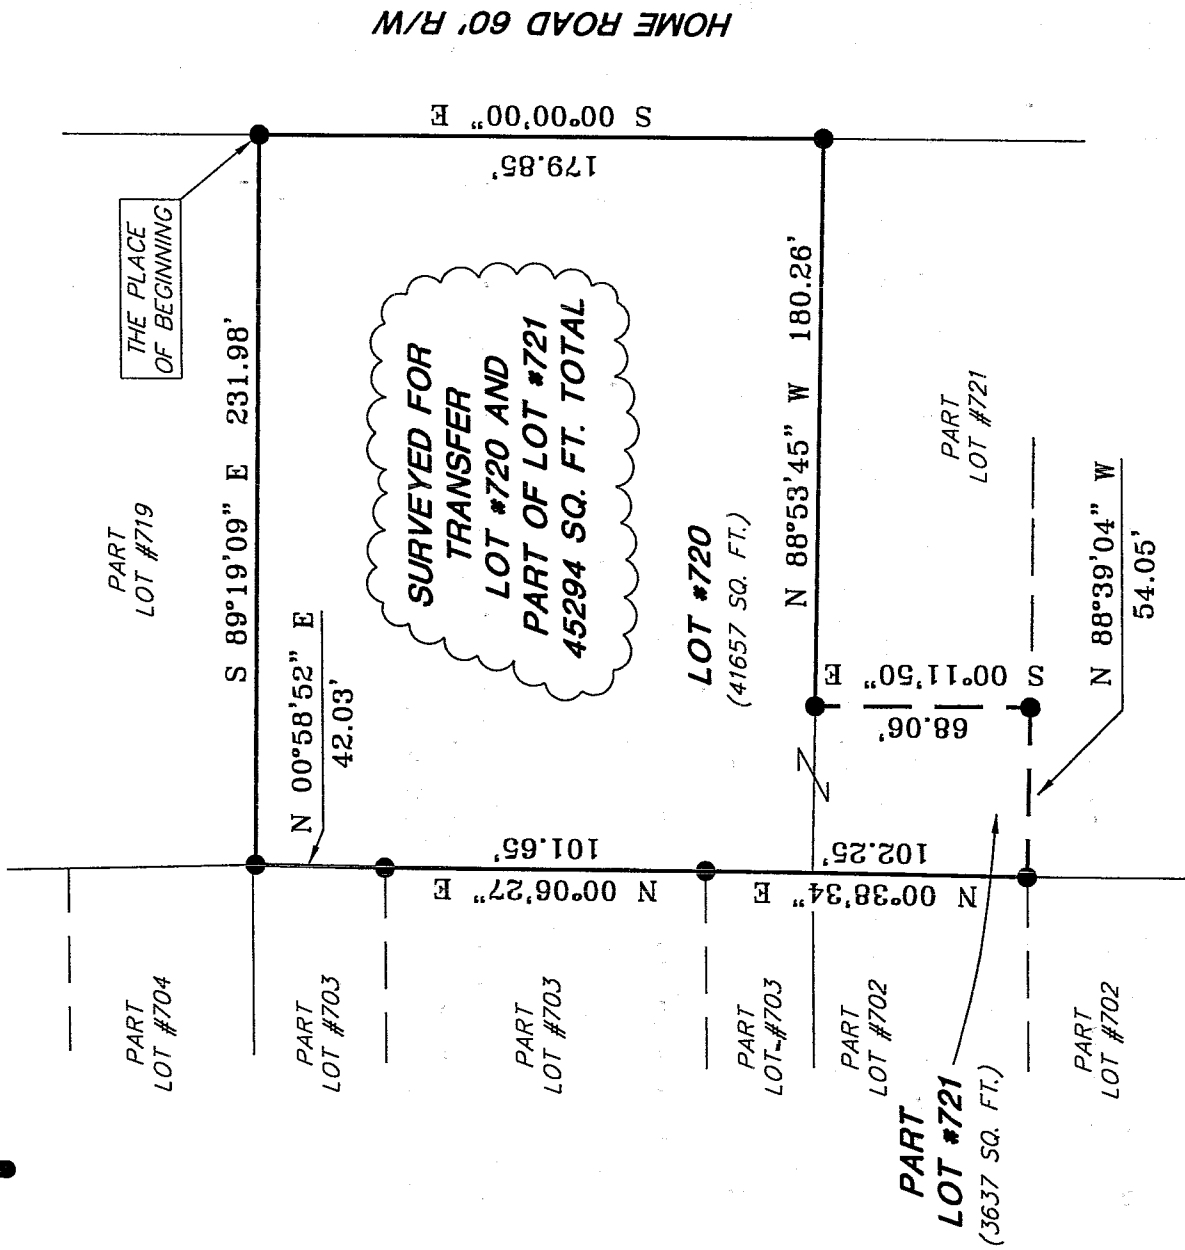 HOME ROAD 60' R/W
S 00°00'00" E
179.85'
THE PLACE
OF BEGINNING
S 89°19'09" E 231.98'
PART
LOT #719
N 00°58'52" E
42.03'
SURVEYED FOR
TRANSFER
LOT #720 AND
PART OF LOT #721
45294 SQ. FT. TOTAL
LOT #720
(41657 SQ. FT.)
N 88°53'45" W 180.26'
PART
LOT #721
S 00°11'50" E
68.06'
N 88°39'04" W
54.05'
101.65'
N 00°06'27" E
102.25'
N 00°38'34" E
PART
LOT #704
PART
LOT #703
PART
LOT #703
PART
LOT #703
PART
LOT #702
PART
LOT #721
(3637 SQ. FT.)
PART
LOT #702